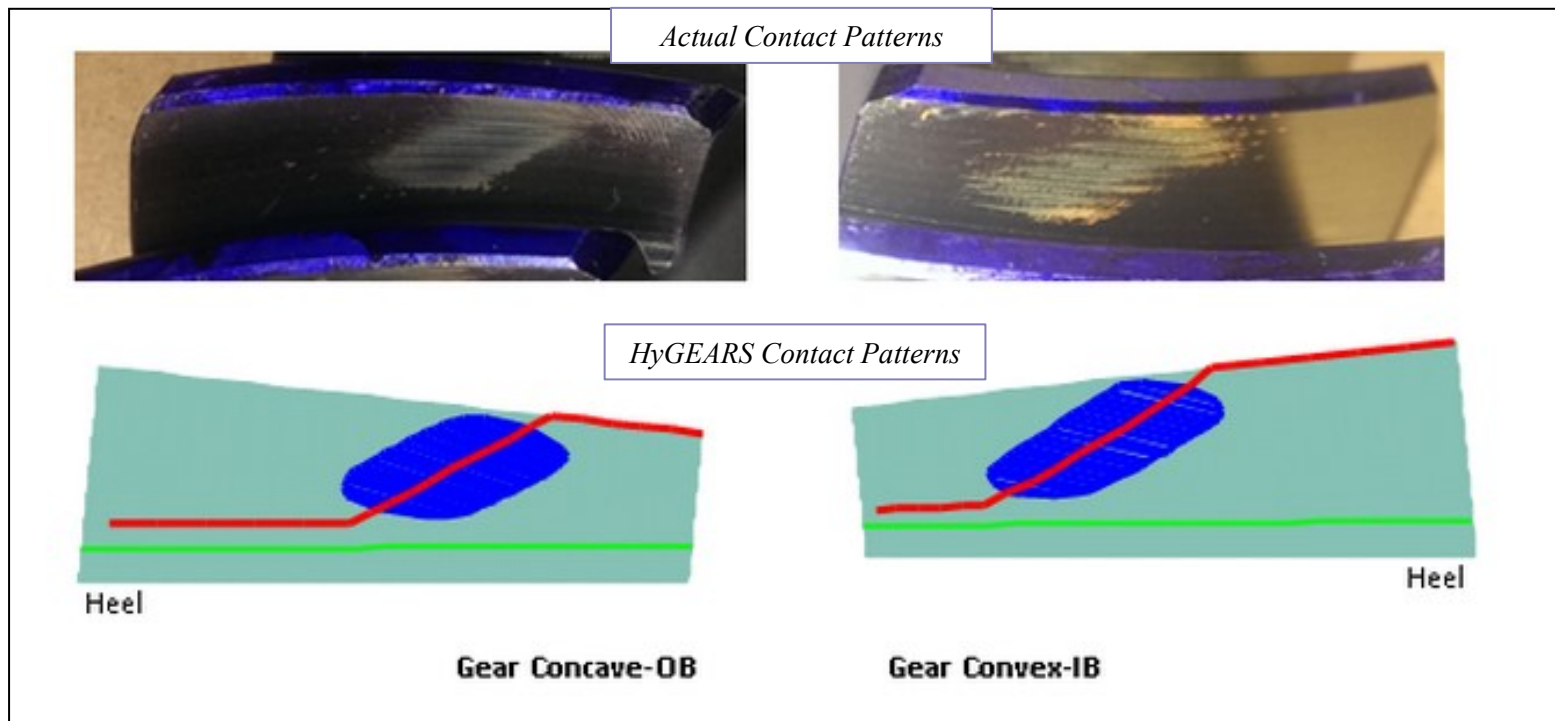 Actual Contact Patterns
HyGEARS Contact Patterns
Heel
Heel
Gear Concave-OB
Gear Convex-IB